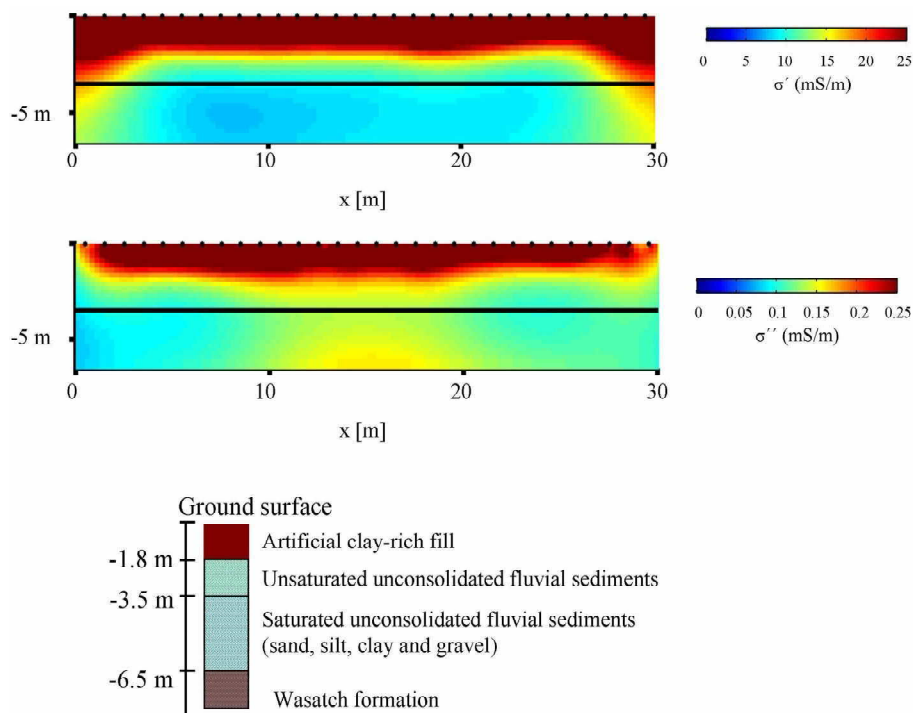 0 5 10 15 20 25
σ´ (mS/m)
-5 m
0 10 20 30
x [m]
0 0.05 0.1 0.15 0.2 0.25
σ´´ (mS/m)
-5 m
0 10 20 30
x [m]
Ground surface
Artificial clay-rich fill
-1.8 m
Unsaturated unconsolidated fluvial sediments
-3.5 m
Saturated unconsolidated fluvial sediments
(sand, silt, clay and gravel)
-6.5 m
Wasatch formation